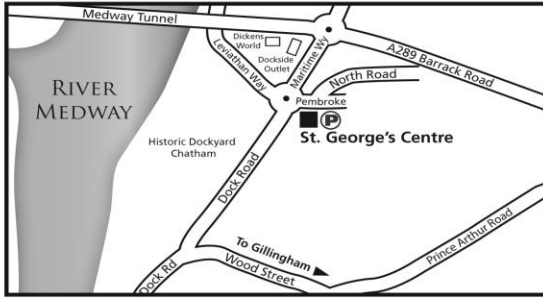 Medway Tunnel
Dickens
World
Dockside
Outlet
Leviathan Way
Maritime Wy
A289 Barrack Road
North Road
Pembroke
RIVER
MEDWAY
P
St. George's Centre
Historic Dockyard
Chatham
Dock Road
To Gillingham
Prince Arthur Road
Dock Rd
Wood Street